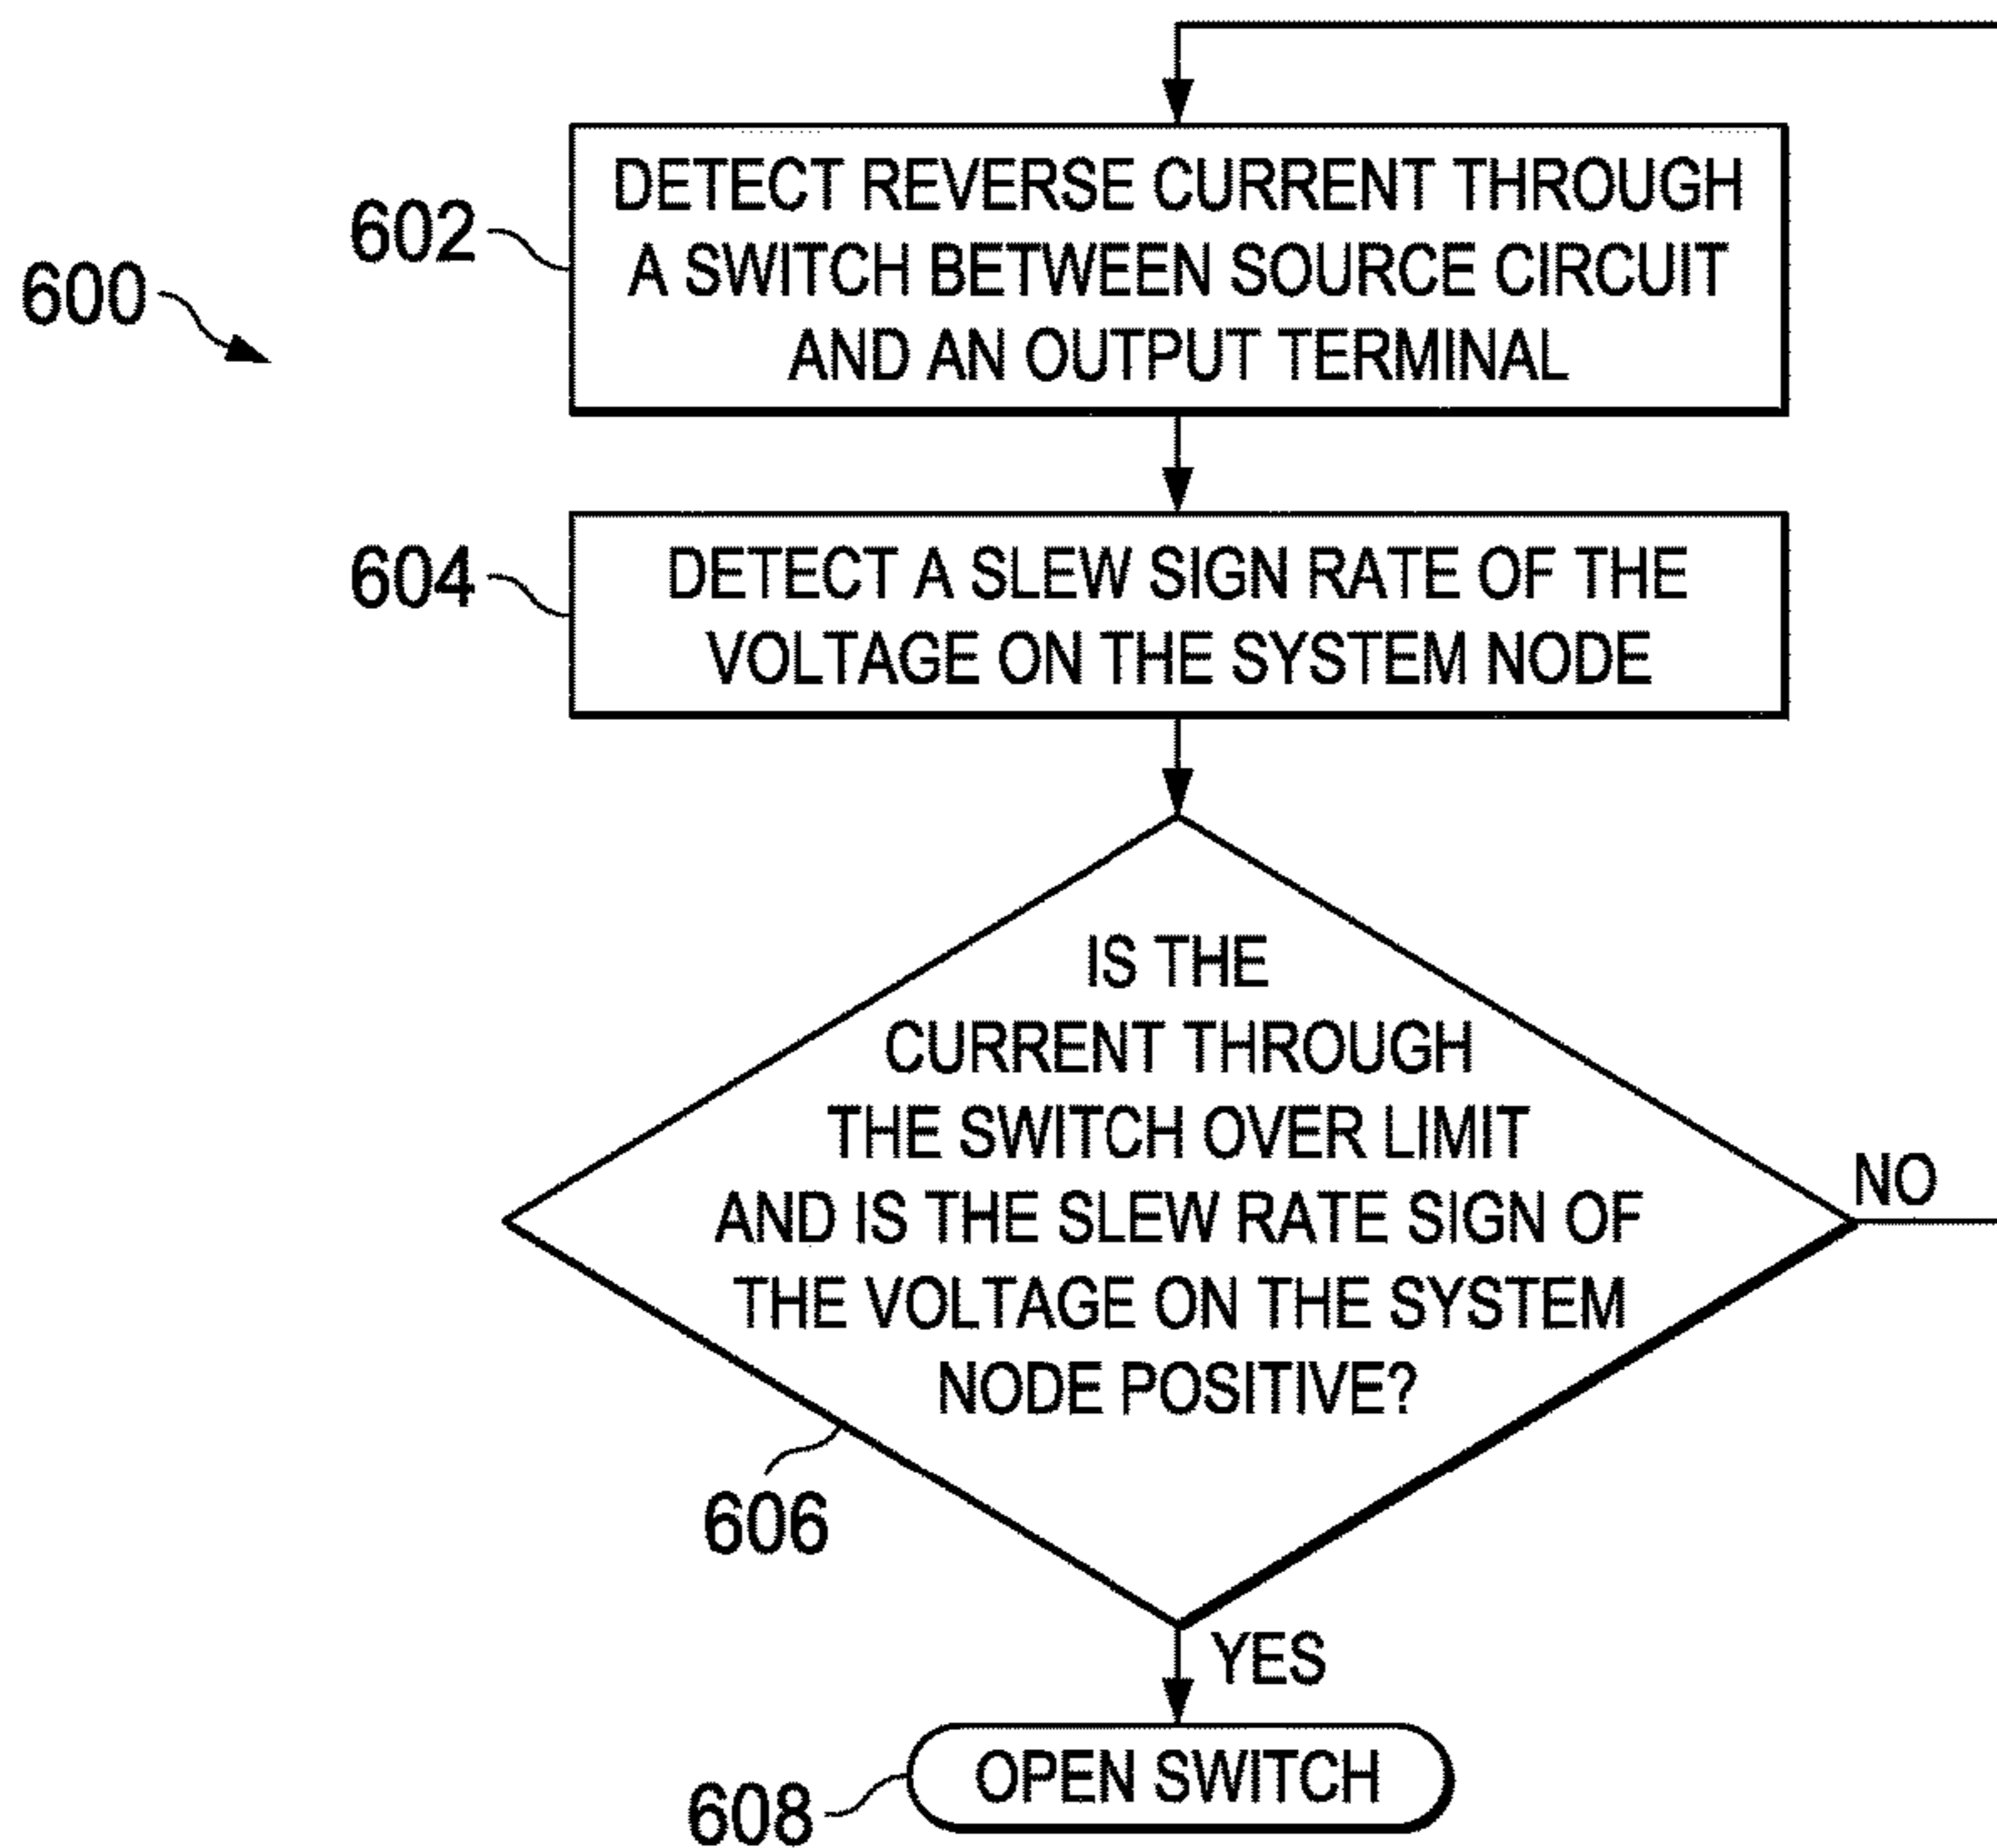 600
602
DETECT REVERSE CURRENT THROUGH
A SWITCH BETWEEN SOURCE CIRCUIT
AND AN OUTPUT TERMINAL
604
DETECT A SLEW SIGN RATE OF THE
VOLTAGE ON THE SYSTEM NODE
IS THE
CURRENT THROUGH
THE SWITCH OVER LIMIT
AND IS THE SLEW RATE SIGN OF
THE VOLTAGE ON THE SYSTEM
NODE POSITIVE?
NO
606
YES
608
OPEN SWITCH